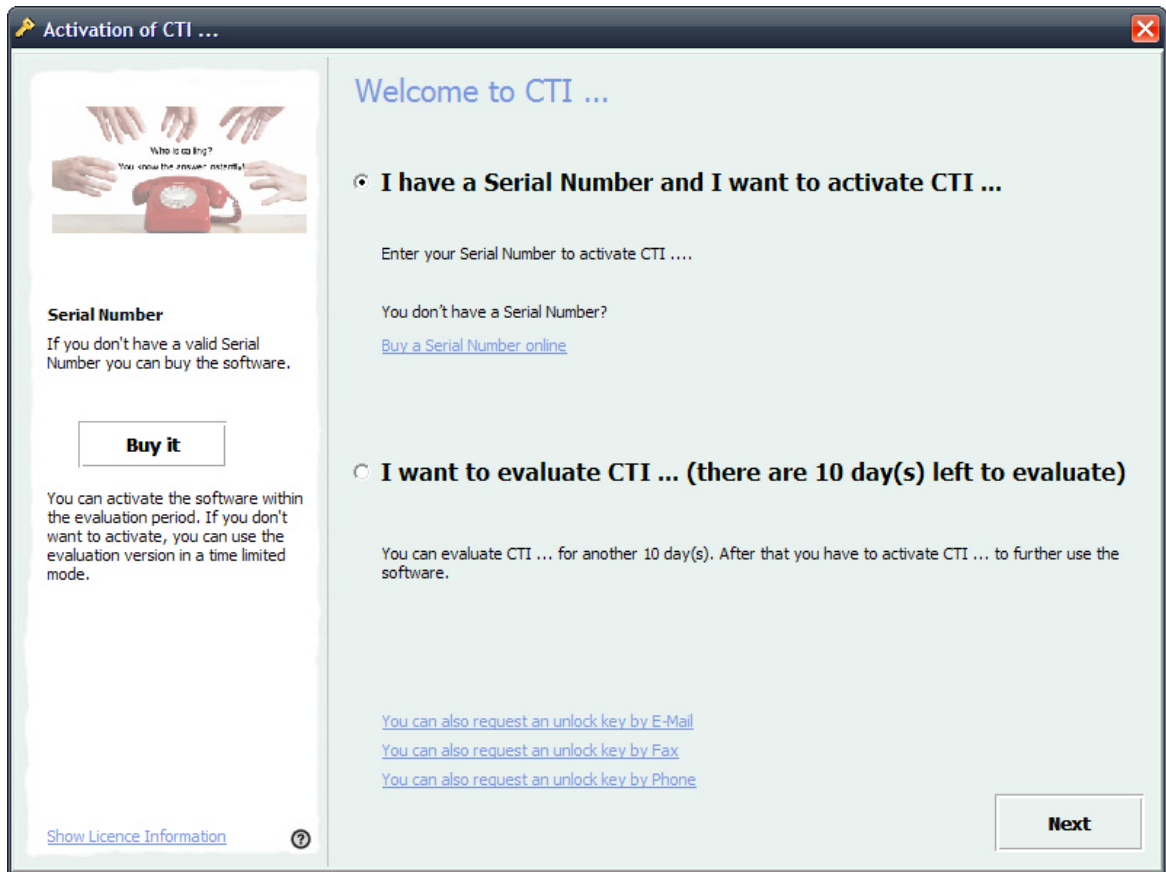 Activation of CTI ...
Who is calling?
You know the answer instantly!
Serial Number
If you don't have a valid Serial
Number you can buy the software.
Buy it
You can activate the software within
the evaluation period. If you don't
want to activate, you can use the
evaluation version in a time limited
mode.
Show Licence Information
?
Welcome to CTI ...
I have a Serial Number and I want to activate CTI ...
Enter your Serial Number to activate CTI ....
You don't have a Serial Number?
Buy a Serial Number online
I want to evaluate CTI ... (there are 10 day(s) left to evaluate)
You can evaluate CTI ... for another 10 day(s). After that you have to activate CTI ... to further use the
software.
You can also request an unlock key by E-Mail
You can also request an unlock key by Fax
You can also request an unlock key by Phone
Next